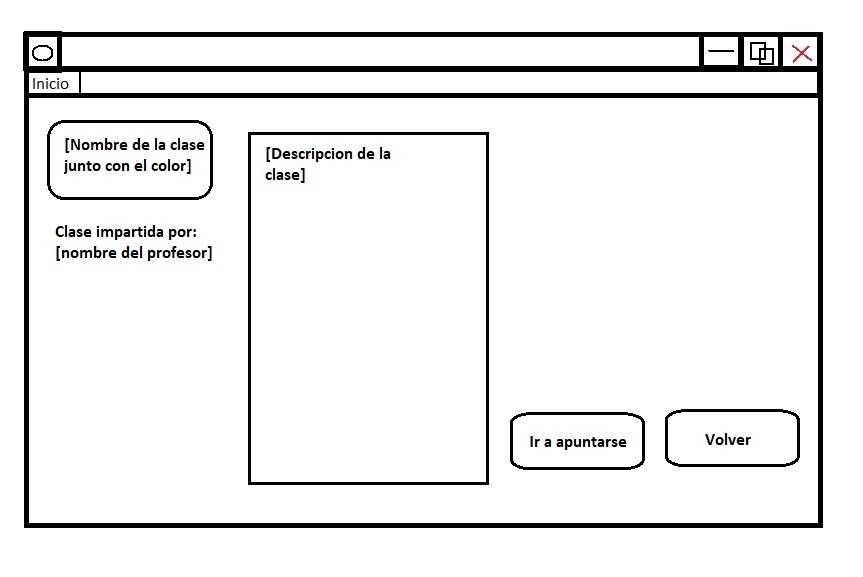 Inicio
[Nombre de la clase
junto con el color]
Clase impartida por:
[nombre del profesor]
[Descripcion de la
clase]
Ir a apuntarse
Volver